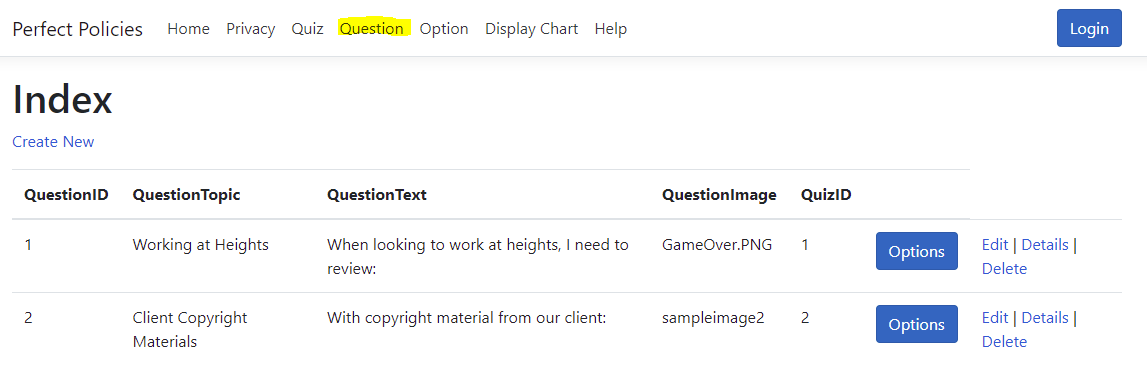 Perfect Policies Home Privacy Quiz Question Option Display Chart Help Login
Index
Create New
QuestionID QuestionTopic QuestionText QuestionImage QuizID
1 Working at Heights When looking to work at heights, I need to GameOver.PNG 1 Options Edit | Details |
review: Delete
2 Client Copyright With copyright material from our client: sampleimage2 2 Options Edit | Details |
Materials Delete